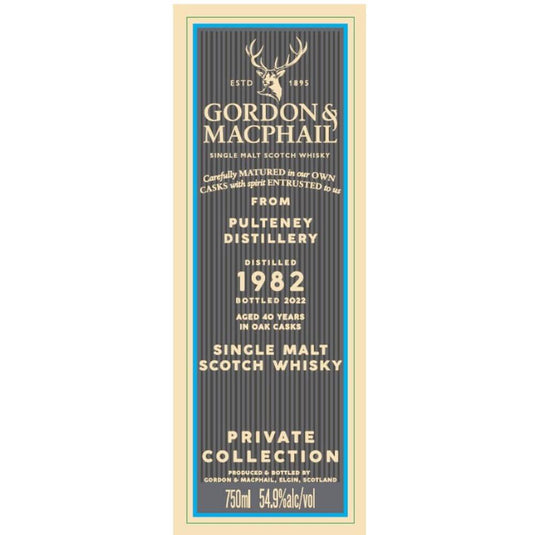 ESTD 1895
GORDON &
MACPHAIL
SINGLE MALT SCOTCH WHISKY
Carefully MATURED in our OWN
CASKS with spirit ENTRUSTED to us
FROM
PULTENEY
DISTILLERY
DISTILLED
1982
BOTTLED 2022
AGED 40 YEARS
IN OAK CASKS
SINGLE MALT
SCOTCH WHISKY
PRIVATE
COLLECTION
PRODUCED & BOTTLED BY
GORDON & MACPHAIL, ELGIN, SCOTLAND
750ml 54.9%alc/vol